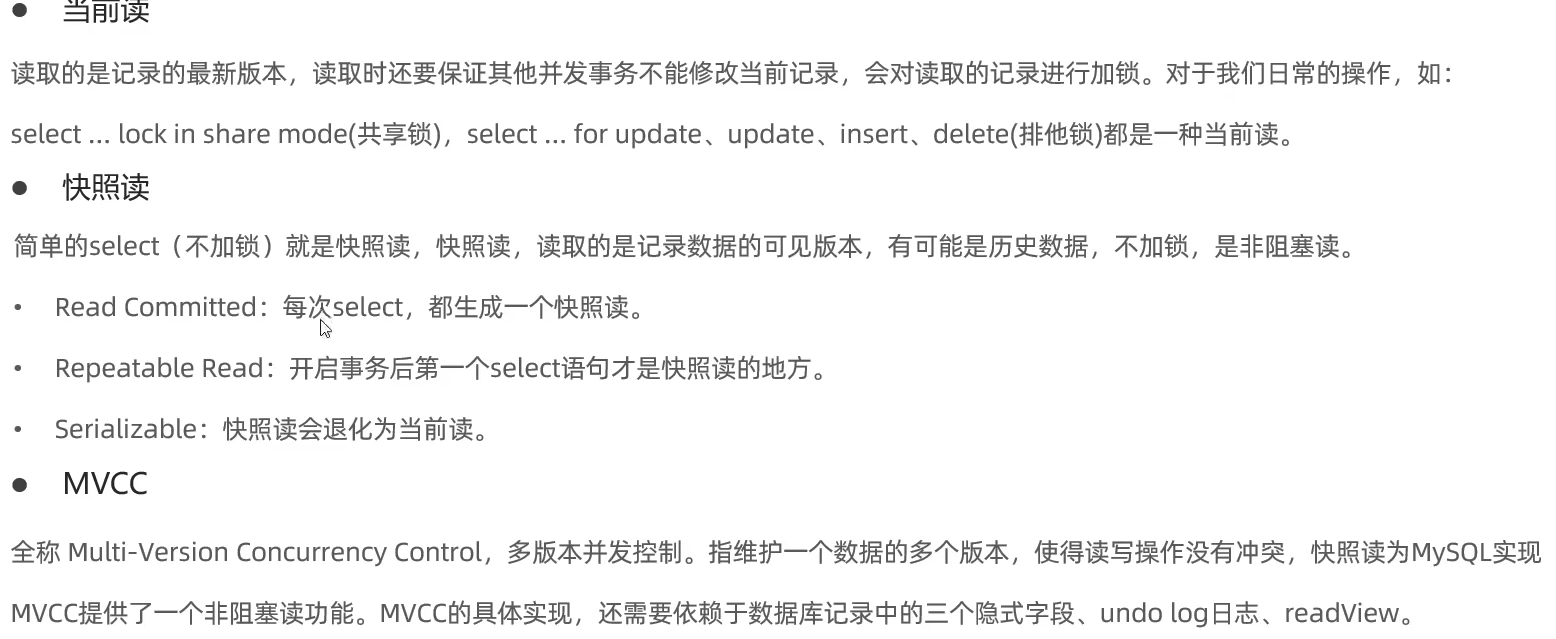 ● 当前读
读取的是记录的最新版本，读取时还要保证其他并发事务不能修改当前记录，会对读取的记录进行加锁。对于我们日常的操作，如：
select ... lock in share mode(共享锁)，select ... for update、update、insert、delete(排他锁)都是一种当前读。
● 快照读
简单的select（不加锁）就是快照读，快照读，读取的是记录数据的可见版本，有可能是历史数据，不加锁，是非阻塞读。
• Read Committed：每次select，都生成一个快照读。
• Repeatable Read：开启事务后第一个select语句才是快照读的地方。
• Serializable：快照读会退化为当前读。
● MVCC
全称 Multi-Version Concurrency Control，多版本并发控制。指维护一个数据的多个版本，使得读写操作没有冲突，快照读为MySQL实现
MVCC提供了一个非阻塞读功能。MVCC的具体实现，还需要依赖于数据库记录中的三个隐式字段、undo log日志、readView。